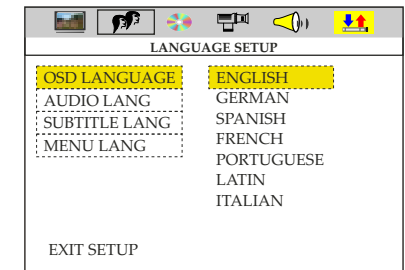 LANGUAGE SETUP
OSD LANGUAGE
AUDIO LANG
SUBTITLE LANG
MENU LANG
ENGLISH
GERMAN
SPANISH
FRENCH
PORTUGUESE
LATIN
ITALIAN
EXIT SETUP